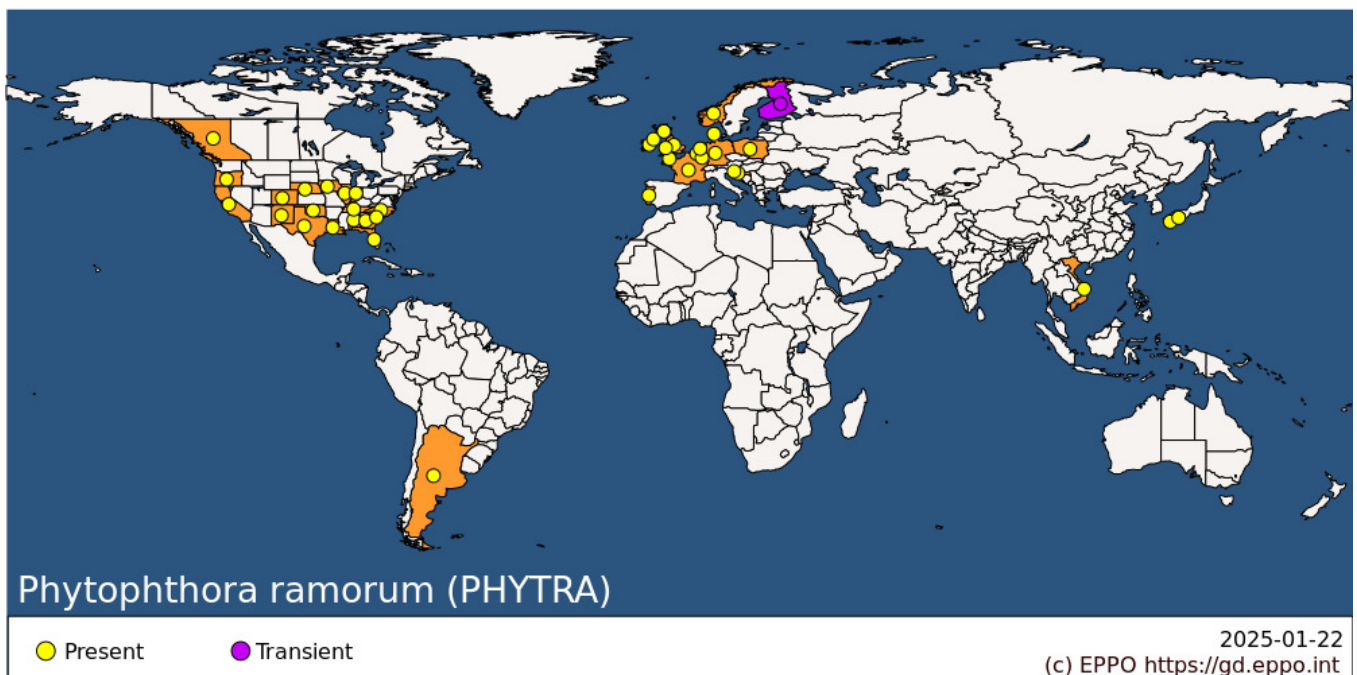 Phytophthora ramorum (PHYTRA)
Present
Transient
2025-01-22
(c) EPPO https://gd.eppo.int